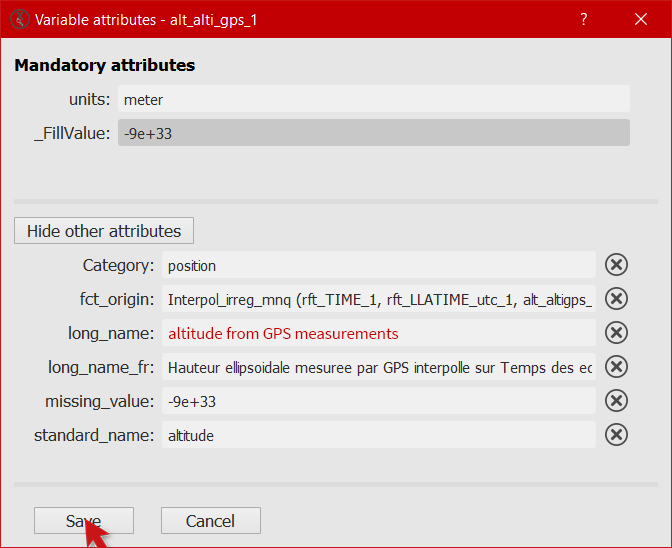 Variable attributes - alt_alti_gps_1
?
Mandatory attributes
units: meter
_FillValue: -9e+33
Hide other attributes
Category: position
fct_origin: Interpol_irreg_mnq (rft_TIME_1, rft_LLATIME_utc_1, alt_altigps_
long_name: altitude from GPS measurements
long_name_fr: Hauteur ellipsoidale mesuree par GPS interpolle sur Temps des ec
missing_value: -9e+33
standard_name: altitude
Save Cancel